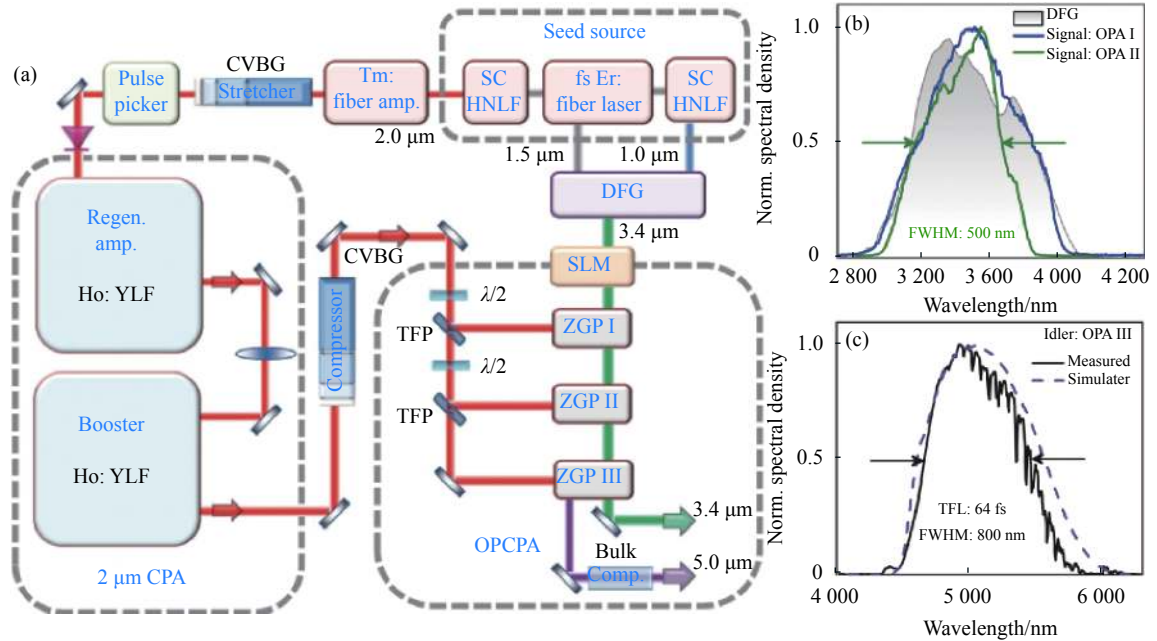 (a)
Seed source
Pulse
picker
CVBG
Stretcher
Tm:
fiber amp.
SC
HNLF
fs Er:
fiber laser
SC
HNLF
2.0 μm
1.5 μm
1.0 μm
DFG
3.4 μm
SLM
Regen.
amp.
Ho: YLF
Booster
Ho: YLF
2 μm CPA
CVBG
Compressor
λ/2
TFP
λ/2
TFP
ZGP I
ZGP II
ZGP III
3.4 μm
OPCPA
Bulk
Comp.
5.0 μm
(b)
DFG
Signal: OPA I
Signal: OPA II
Norm. spectral density
1.0
0.5
0
FWHM: 500 nm
2 800
3 200
3 600
4 000
4 200
Wavelength/nm
(c)
Idler: OPA III
Measured
Simulater
Norm. spectral density
1.0
0.5
0
TFL: 64 fs
FWHM: 800 nm
4 000
5 000
6 000
Wavelength/nm